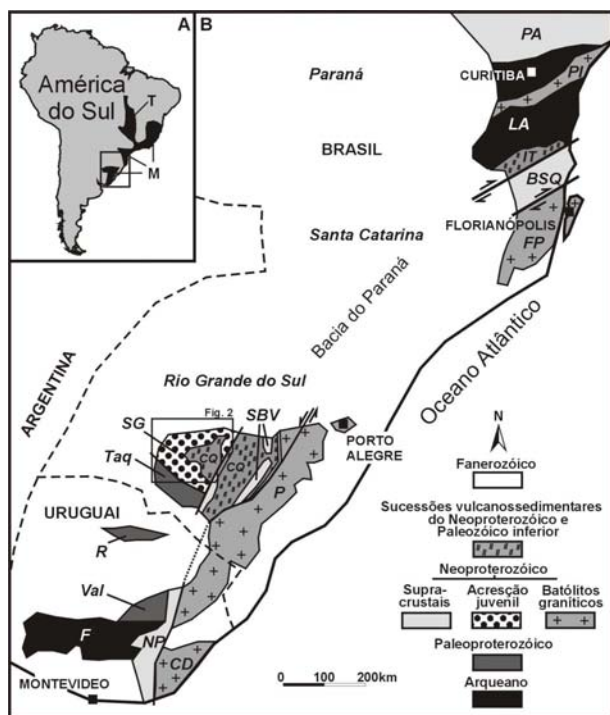 A
B
América
do Sul
T
M
PA
Paraná
CURITIBA
PI
LA
BRASIL
IT
BSQ
FLORIANÓPOLIS
Santa Catarina
FP
Bacia do Paraná
Oceano Atlântico
ARGENTINA
Rio Grande do Sul
Fig. 2
SBV
SG
CQ
CQ
Taq
PORTO
ALEGRE
P
URUGUAI
R
Val
F
NP
CD
MONTEVIDEO
0 100 200km
N
Fanerozóico
Sucessões vulcanossedimentares
do Neoproterozóico e
Paleozóico inferior
Neoproterozóico
Supra-
crustais
Acresção
juvenil
Batólitos
graníticos
Paleoproterozóico
Arqueano